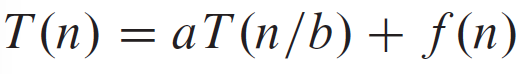 T(n) = aT(n/b) + f(n)